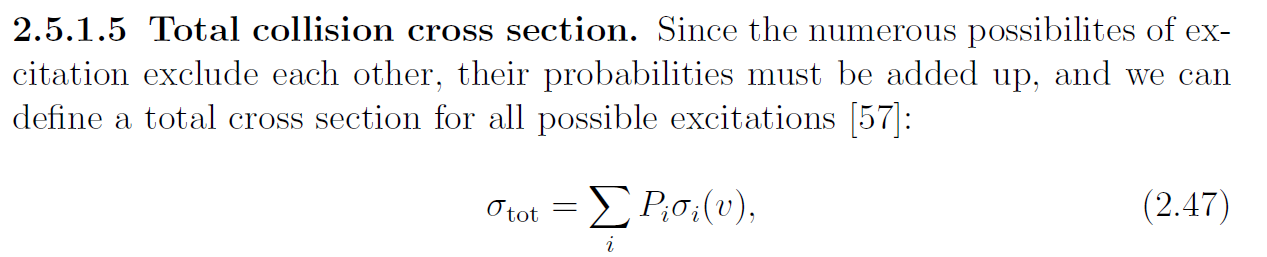 2.5.1.5 Total collision cross section. Since the numerous possibilites of ex-
citation exclude each other, their probabilities must be added up, and we can
define a total cross section for all possible excitations [57]:
σ_tot = ∑_i P_i σ_i(v), (2.47)